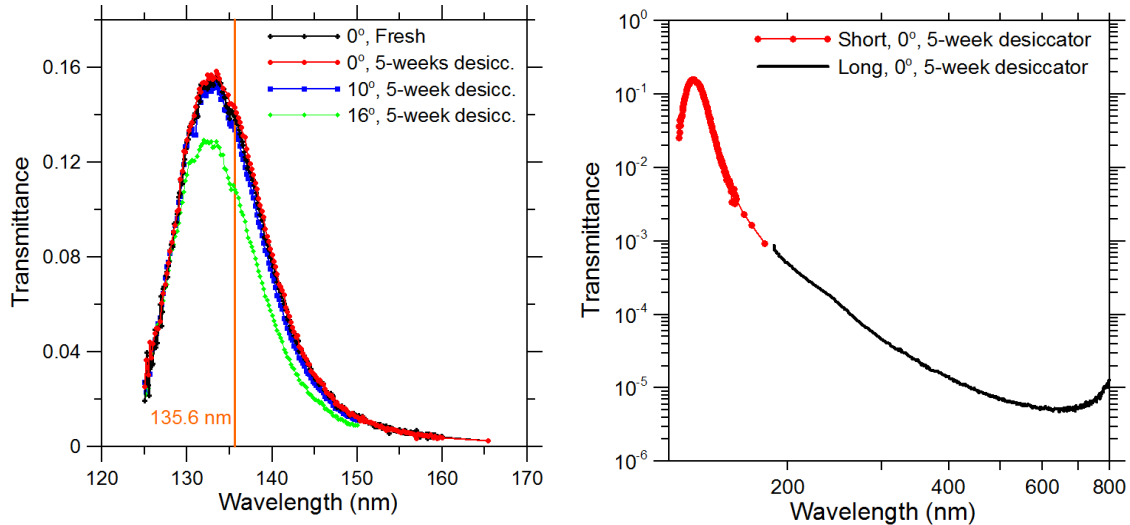 0°, Fresh
0°, 5-weeks desicc.
10°, 5-week desicc.
16°, 5-week desicc.
0.16
0.12
0.08
0.04
0
Transmittance
135.6 nm
120 130 140 150 160 170
Wavelength (nm)
Short, 0°, 5-week desiccator
Long, 0°, 5-week desiccator
10⁰
10⁻¹
10⁻²
10⁻³
10⁻⁴
10⁻⁵
10⁻⁶
Transmittance
200 400 600 800
Wavelength (nm)